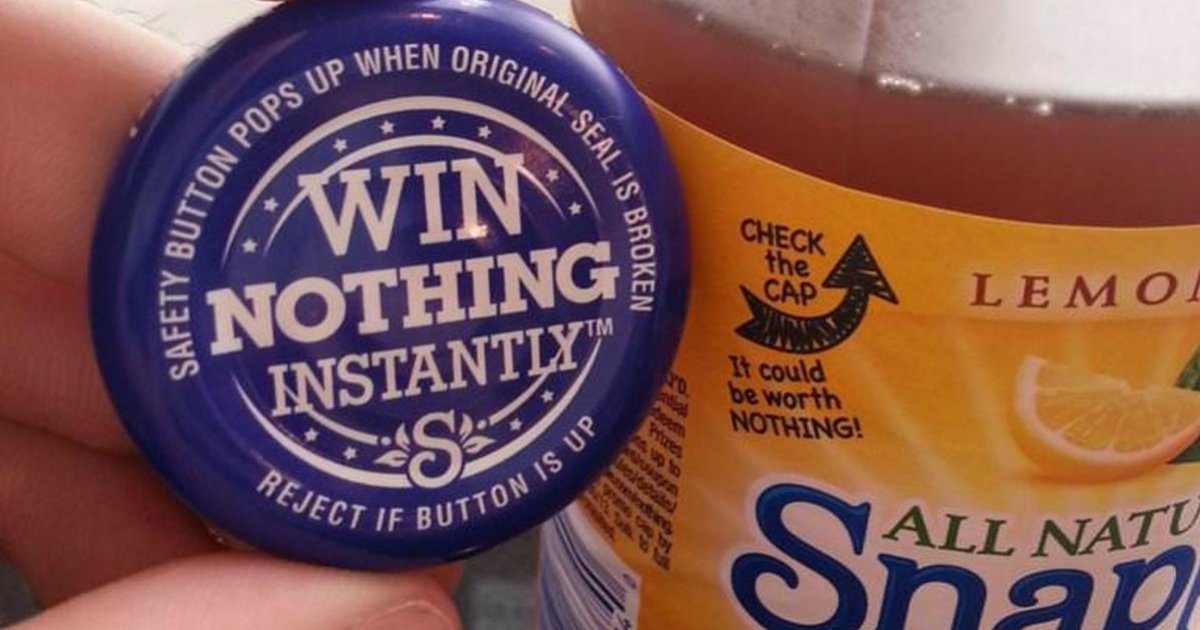 SAFETY BUTTON POPS UP WHEN ORIGINAL SEAL IS BROKEN
WIN
NOTHING
INSTANTLY™
S
REJECT IF BUTTON IS UP
CHECK
the
CAP
It could
be worth
NOTHING!
LEMO
ALL NATU
Snap